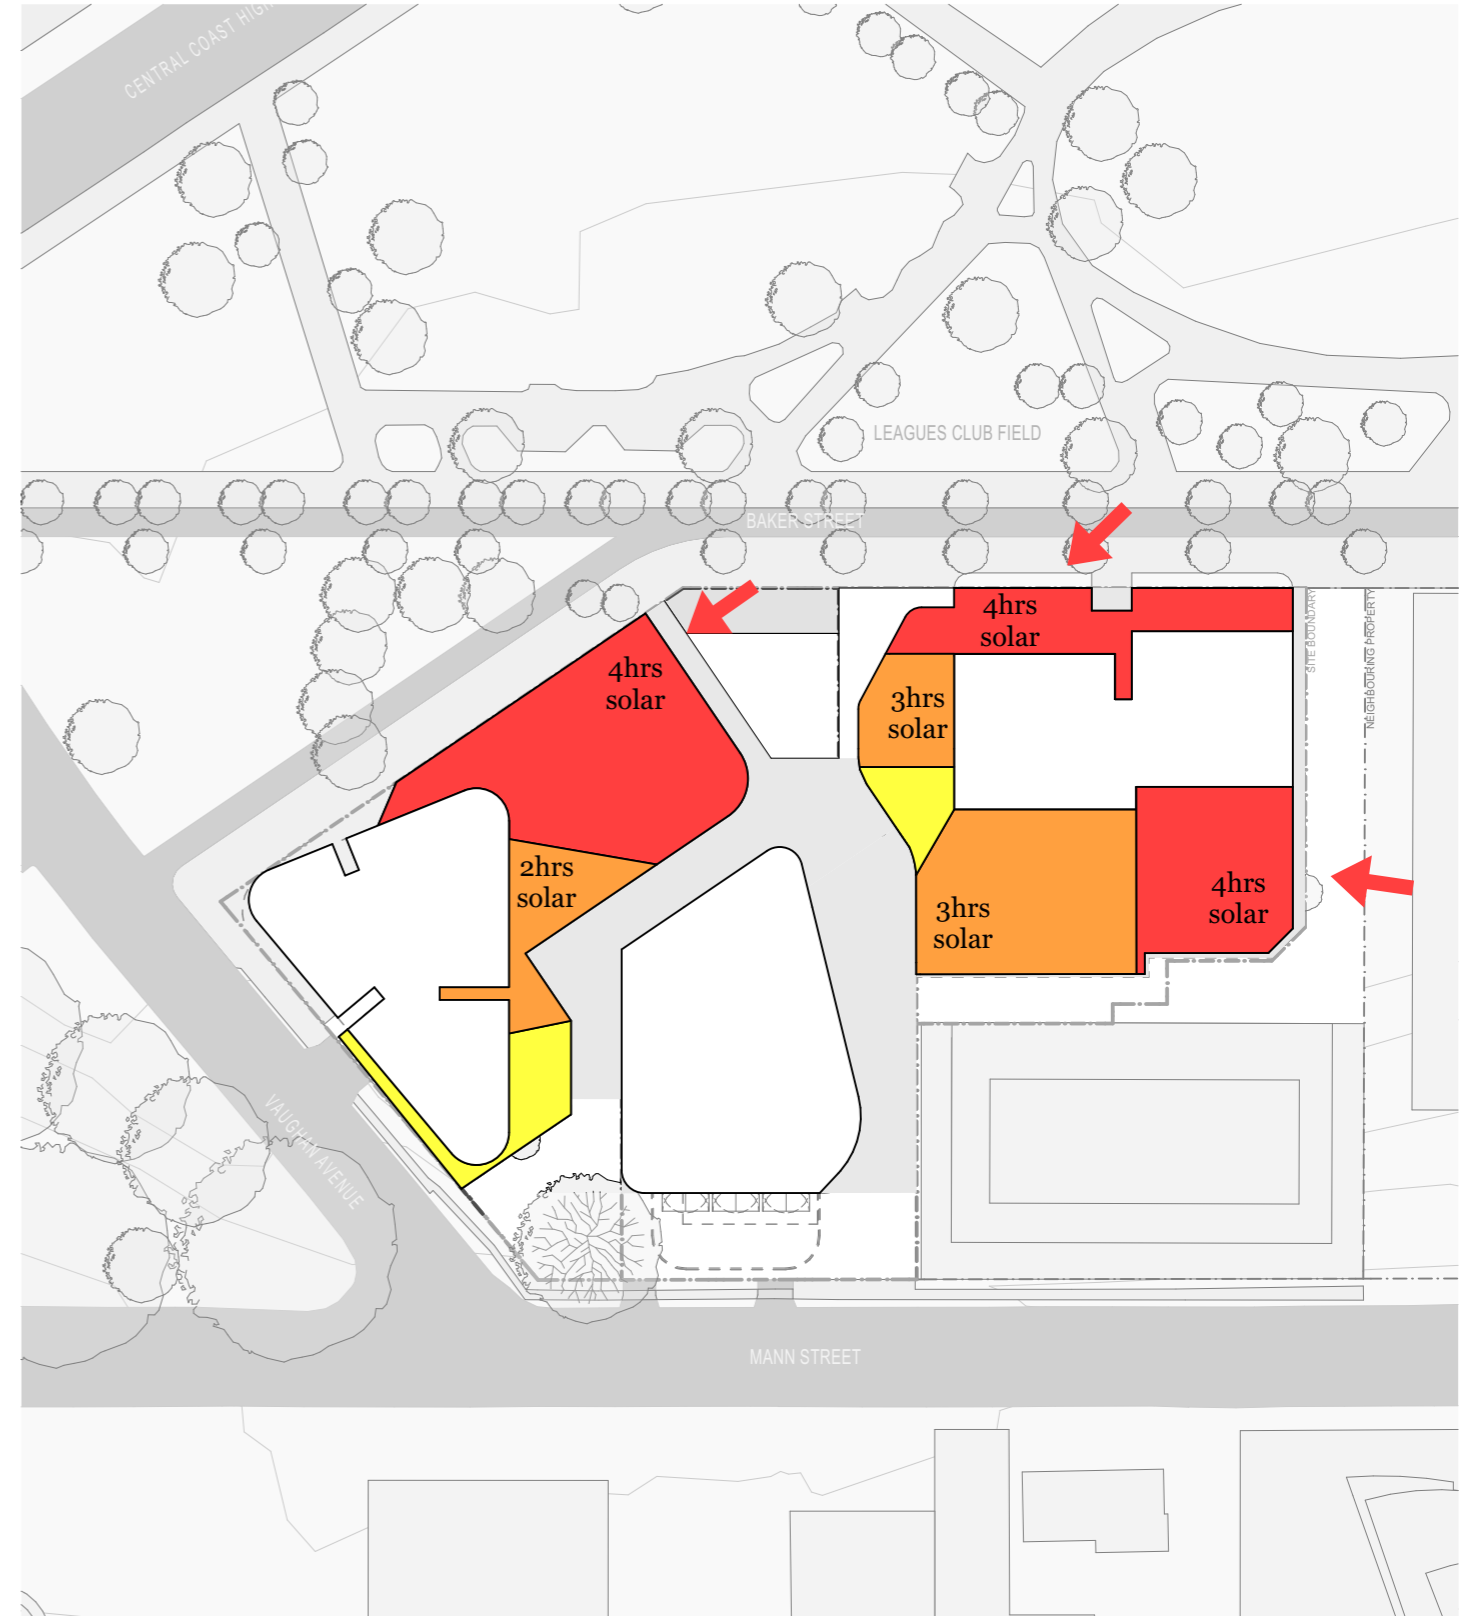 CENTRAL COAST HIGH
LEAGUES CLUB FIELD
BAKER STREET
4hrs
solar
SITE BOUNDARY
NEIGHBOURING PROPERTY
4hrs
solar
3hrs
solar
2hrs
solar
4hrs
solar
3hrs
solar
VAUGHAN AVENUE
MANN STREET